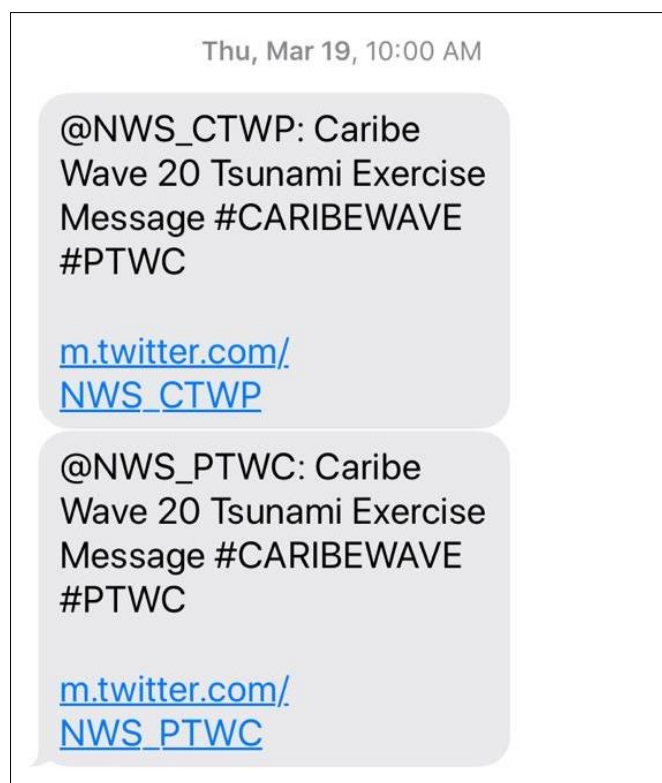 Thu, Mar 19, 10:00 AM
@NWS_CTWP: Caribe
Wave 20 Tsunami Exercise
Message #CARIBEWAVE
#PTWC
m.twitter.com/
NWS_CTWP
@NWS_PTWC: Caribe
Wave 20 Tsunami Exercise
Message #CARIBEWAVE
#PTWC
m.twitter.com/
NWS_PTWC